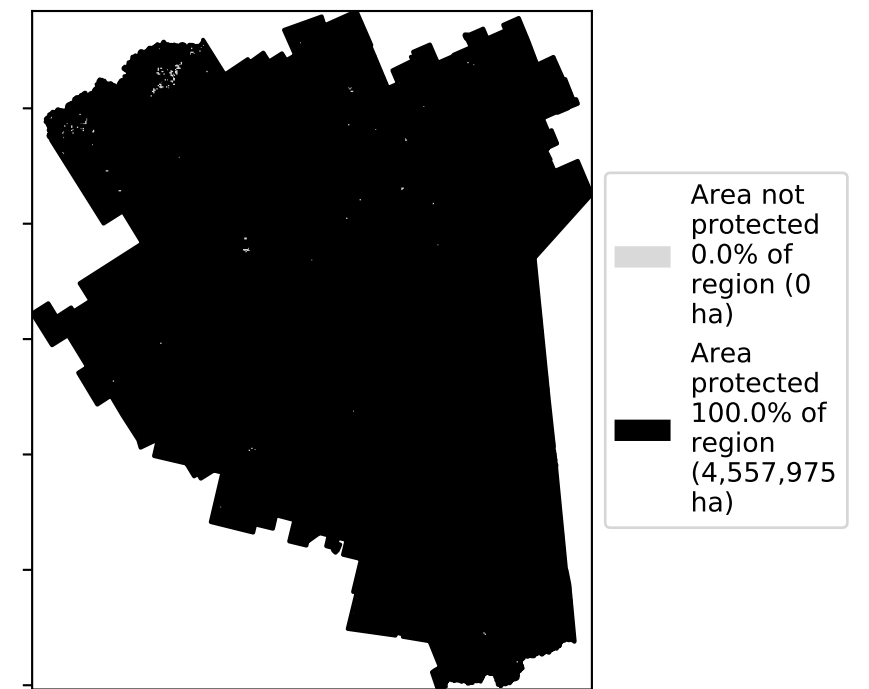 Area not
protected
0.0% of
region (0
ha)
Area
protected
100.0% of
region
(4,557,975
ha)